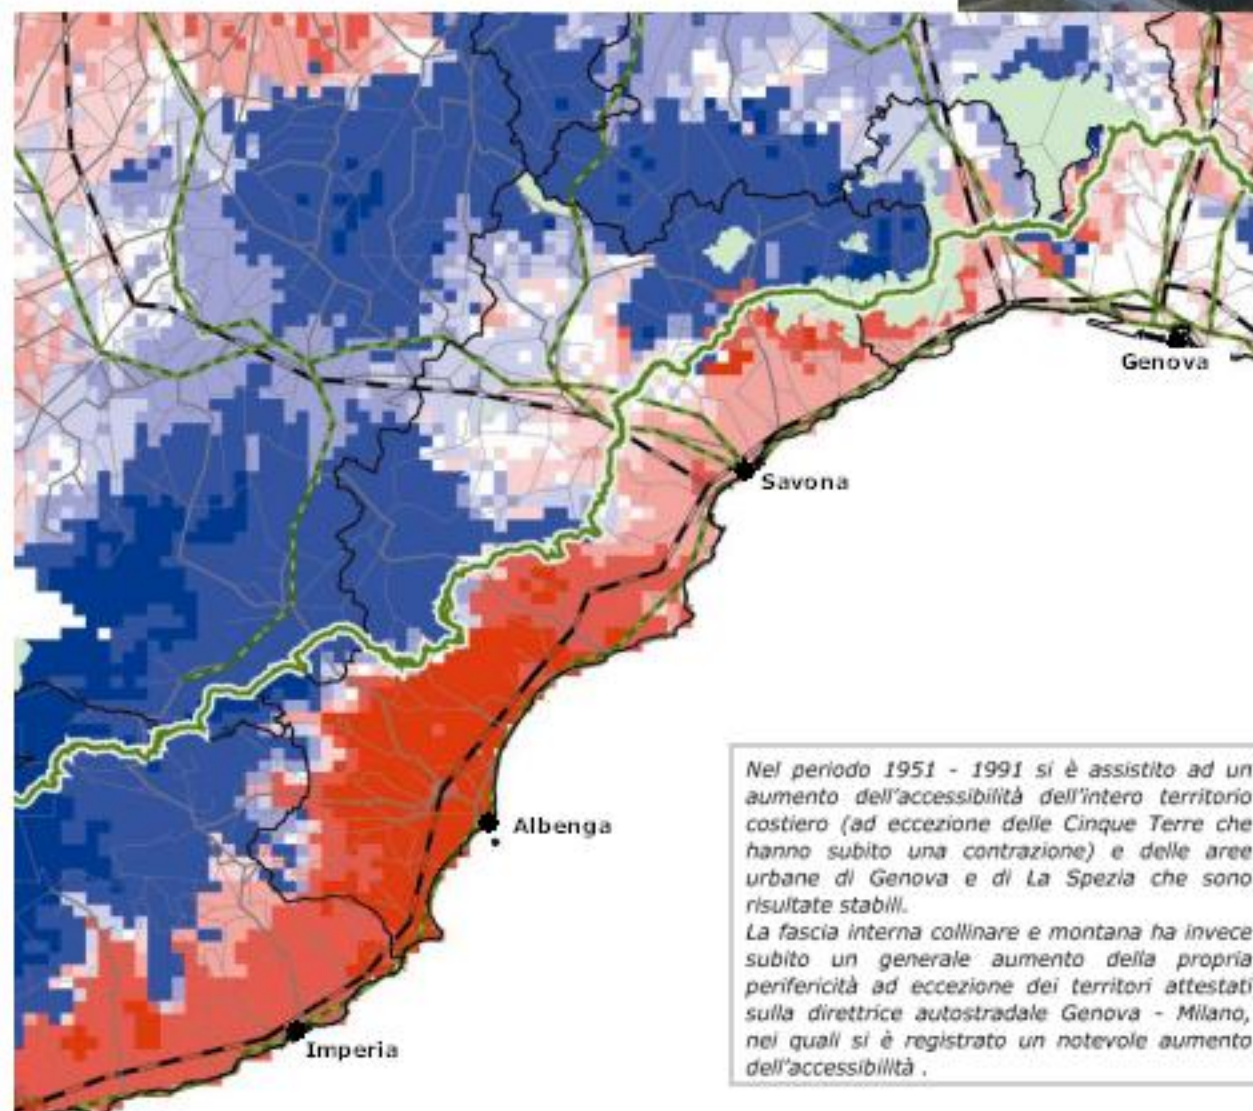 Genova
Savona
Nel periodo 1951 - 1991 si è assistito ad un
aumento dell'accessibilità dell'intero territorio
costiero (ad eccezione delle Cinque Terre che
hanno subito una contrazione) e delle aree
urbane di Genova e di La Spezia che sono
risultate stabili.
La fascia interna collinare e montana ha invece
subito un generale aumento della propria
perifericità ad eccezione dei territori attestati
sulla direttrice autostradale Genova - Milano,
nei quali si è registrato un notevole aumento
dell'accessibilità .
Albenga
Imperia